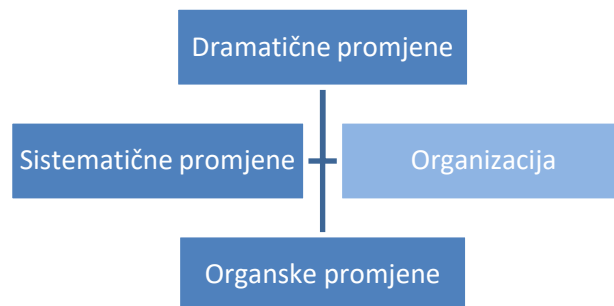 Dramatične promjene
Sistematične promjene
Organizacija
Organske promjene